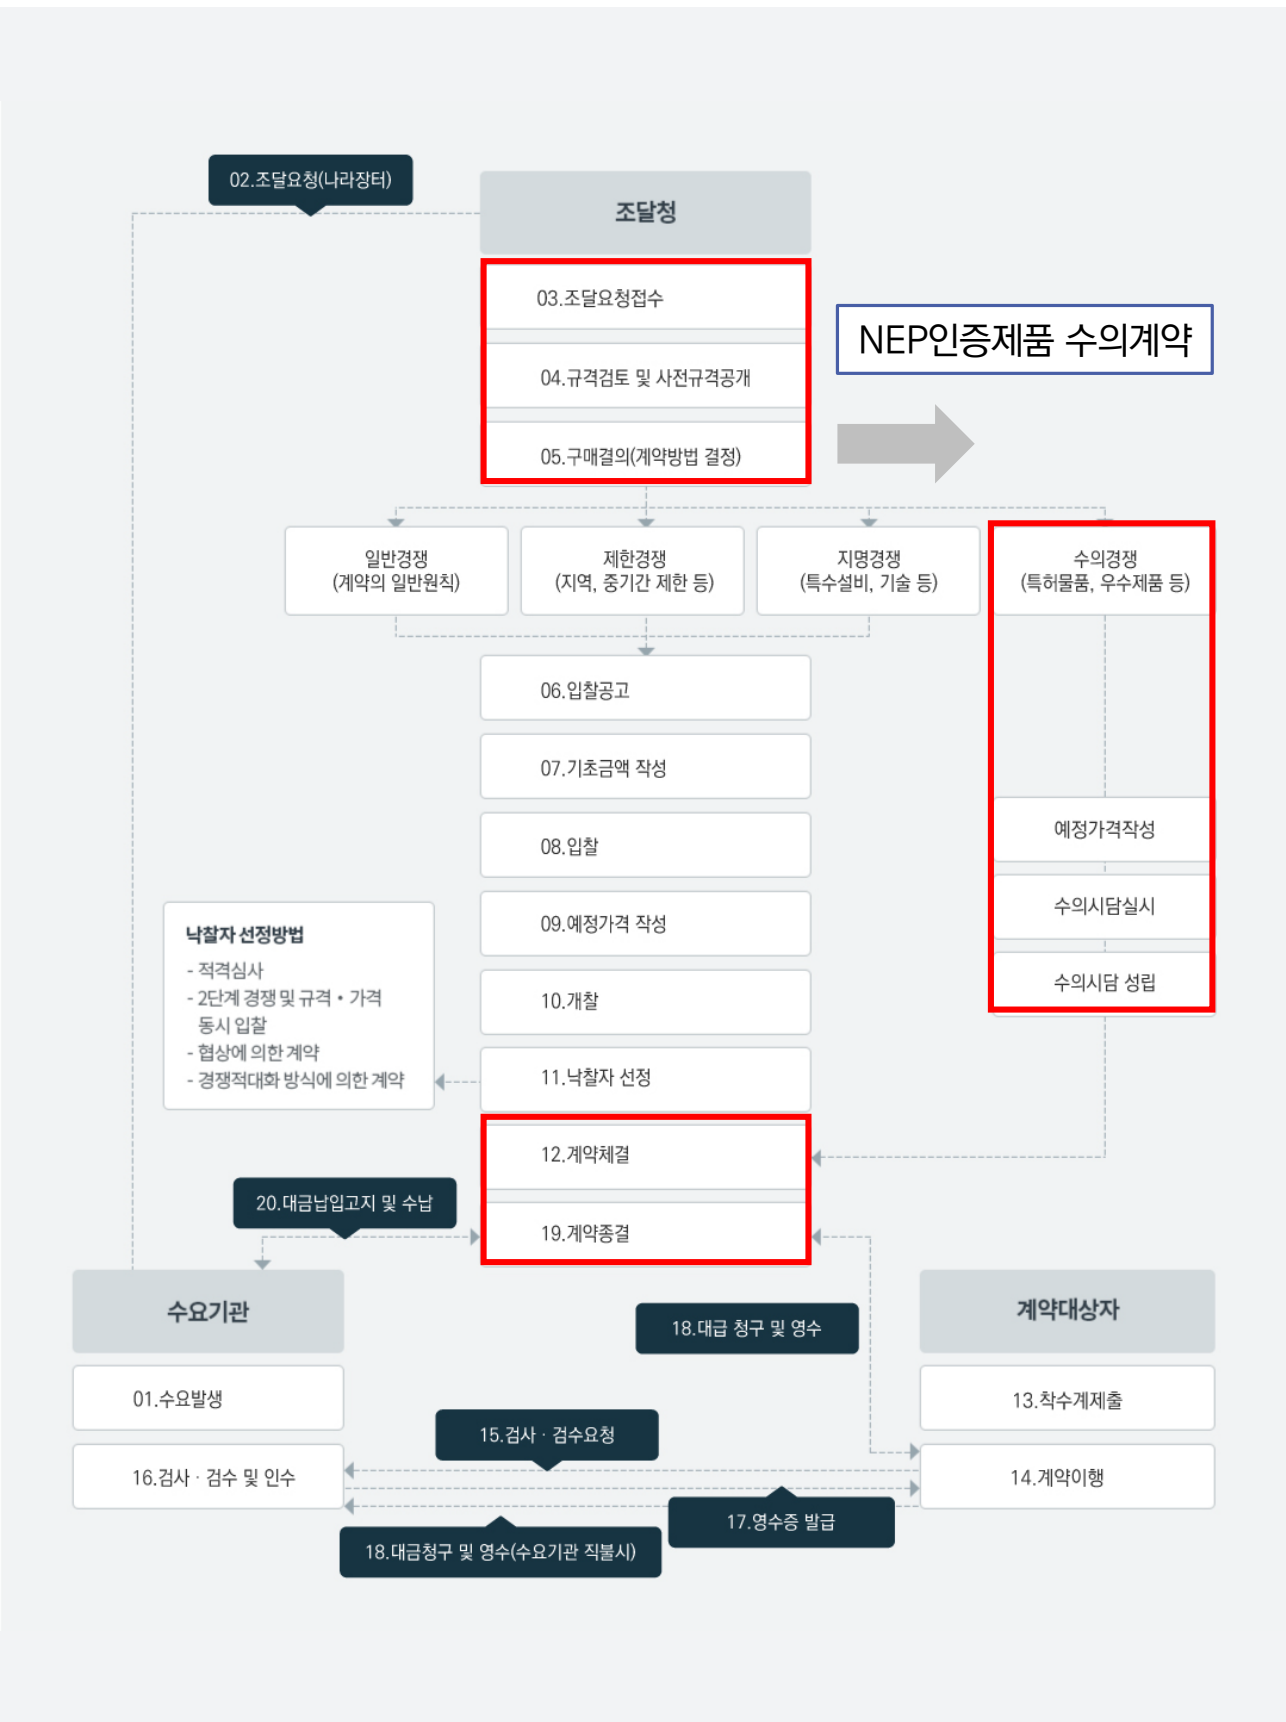 02.조달요청(나라장터)
조달청
03.조달요청접수
NEP인증제품 수의계약
04.규격검토 및 사전규격공개
05.구매결의(계약방법 결정)
일반경쟁
(계약의 일반원칙)
제한경쟁
(지역, 중기간 제한 등)
지명경쟁
(특수설비, 기술 등)
수의경쟁
(특허물품, 우수제품 등)
06.입찰공고
07.기초금액 작성
08.입찰
09.예정가격 작성
10.개찰
11.낙찰자 선정
예정가격작성
수의시담실시
수의시담 성립
낙찰자 선정방법
- 적격심사
- 2단계 경쟁 및 규격・가격
동시 입찰
- 협상에 의한 계약
- 경쟁적대화 방식에 의한 계약
12.계약체결
19.계약종결
20.대금납입고지 및 수납
수요기관
01.수요발생
16.검사 · 검수 및 인수
18.대급 청구 및 영수
계약대상자
13.착수계제출
14.계약이행
15.검사 · 검수요청
17.영수증 발급
18.대금청구 및 영수(수요기관 직불시)